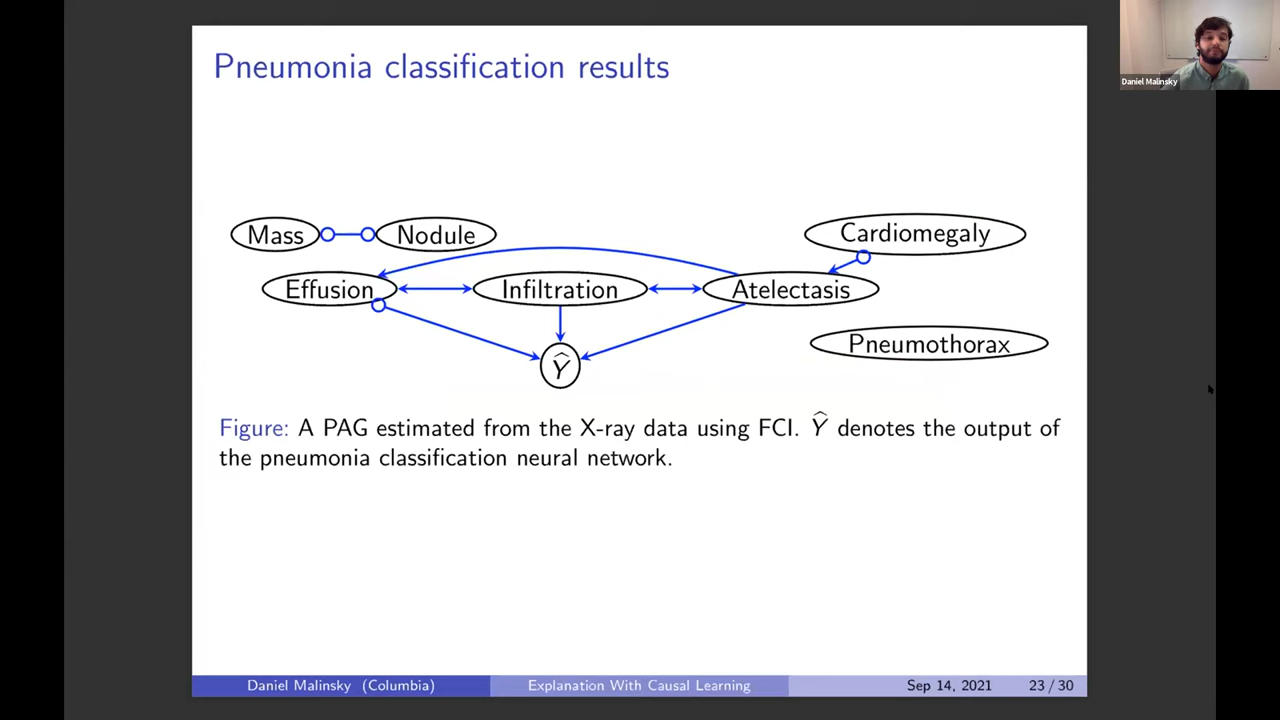 Pneumonia classification results
Daniel Malinsky
Mass
Nodule
Cardiomegaly
Effusion
Infiltration
Atelectasis
Pneumothorax
Ŷ
Figure: A PAG estimated from the X-ray data using FCI. Ŷ denotes the output of
the pneumonia classification neural network.
Daniel Malinsky (Columbia)
Explanation With Causal Learning
Sep 14, 2021
23 / 30